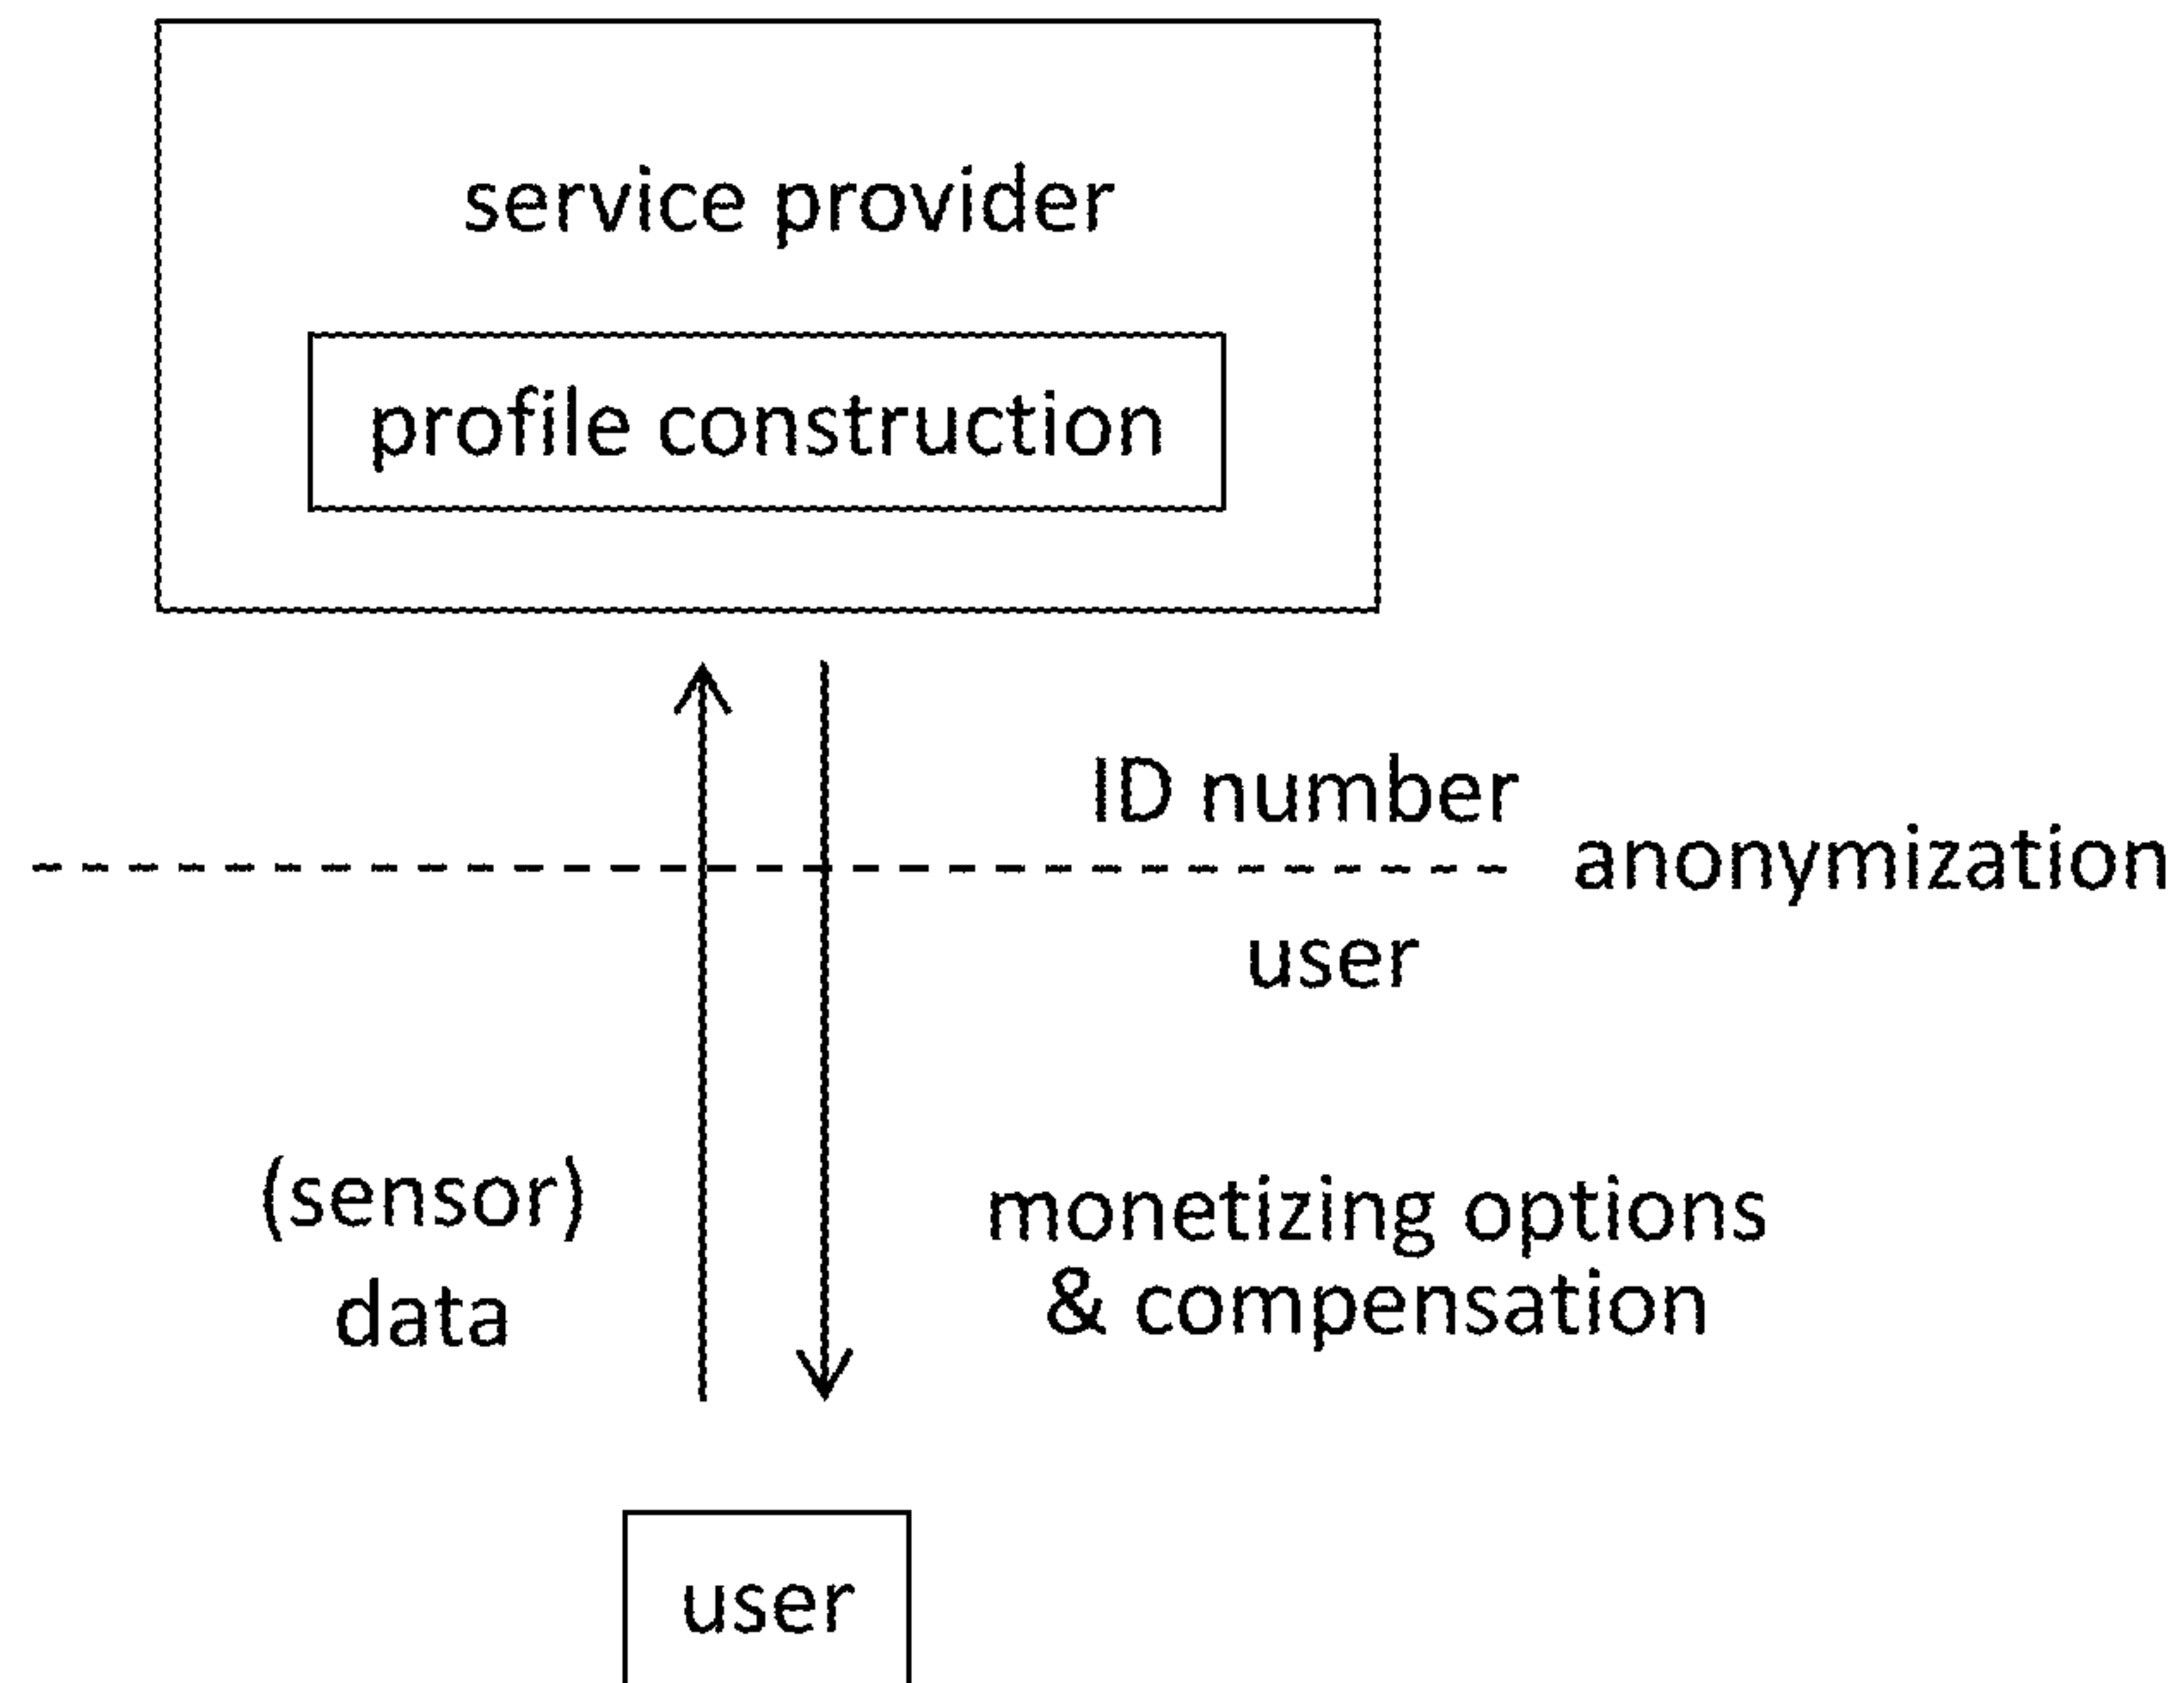 service provider
profile construction
ID number
anonymization
user
(sensor)
data
monetizing options
& compensation
user